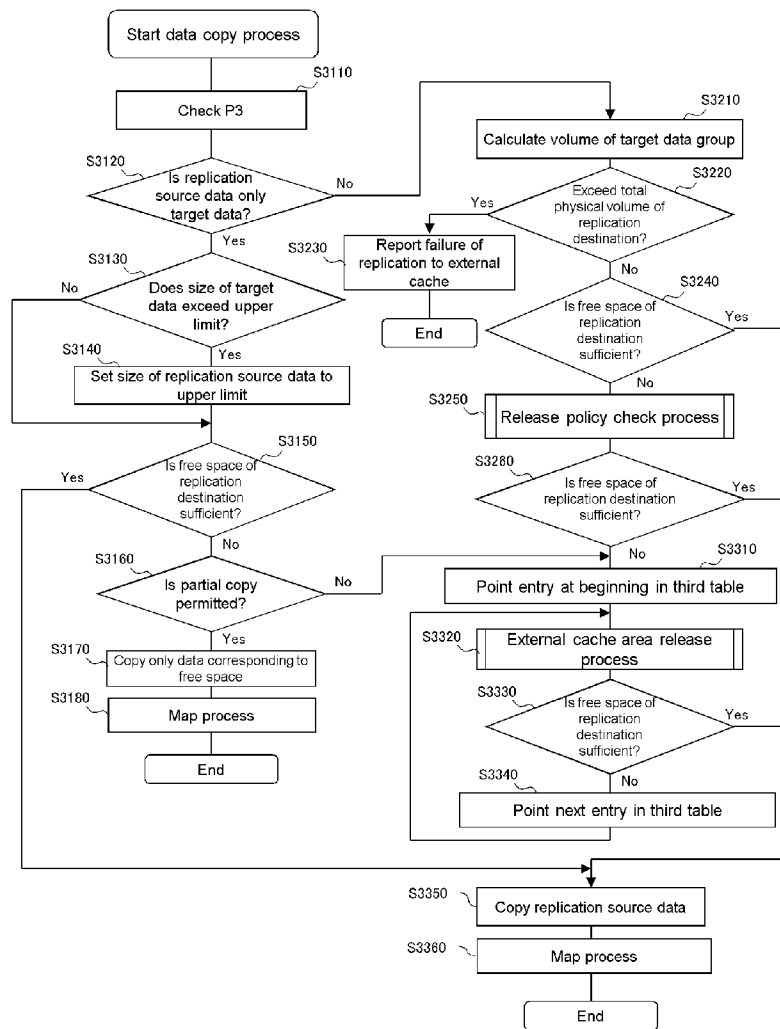 Start data copy process
S3110
Check P3
S3120
Is replication
source data only
target data?
No
Yes
S3130
Does size of target
data exceed upper
limit?
No
Yes
S3140
Set size of replication source data to
upper limit
S3150
Is free space of
replication
destination
sufficient?
Yes
No
S3160
Is partial copy
permitted?
No
Yes
S3170
Copy only data corresponding to
free space
S3180
Map process
End
S3210
Calculate volume of target data group
S3220
Exceed total
physical volume of
replication
destination?
Yes
No
S3230
Report failure of
replication to external
cache
End
S3240
Is free space of
replication
destination
sufficient?
Yes
No
S3250
Release policy check process
S3260
Is free space of
replication destination
sufficient?
Yes
No
S3310
Point entry at beginning in third table
S3320
External cache area release
process
S3330
Is free space of
replication
destination
sufficient?
Yes
No
S3340
Point next entry in third table
S3350
Copy replication source data
S3360
Map process
End